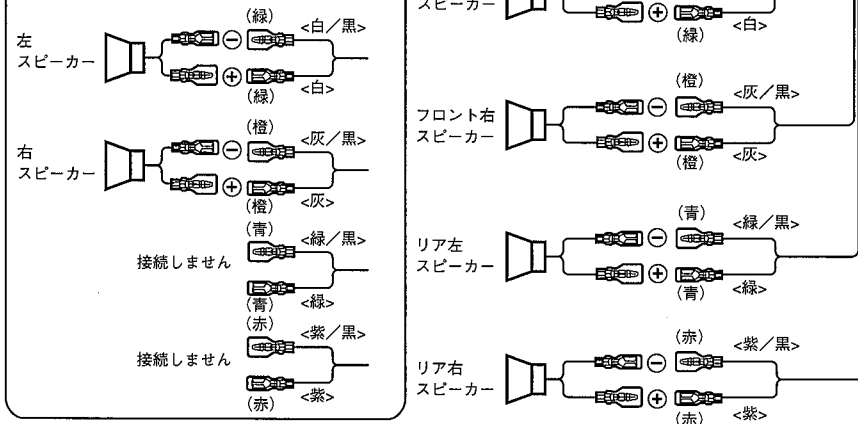 (緑)
<白／黒>
左
スピーカー
⊖
⊕
(緑)
<白>
(橙)
<灰／黒>
右
スピーカー
⊖
⊕
(橙)
<灰>
(青)
<緑／黒>
接続しません
(青)
<緑>
(赤)
<紫／黒>
接続しません
(赤)
<紫>
スピーカー
⊕
(緑)
<白>
(橙)
<灰／黒>
フロント右
スピーカー
⊖
⊕
(橙)
<灰>
(青)
<緑／黒>
リア左
スピーカー
⊖
⊕
(青)
<緑>
(赤)
<紫／黒>
リア右
スピーカー
⊖
⊕
(赤)
<紫>